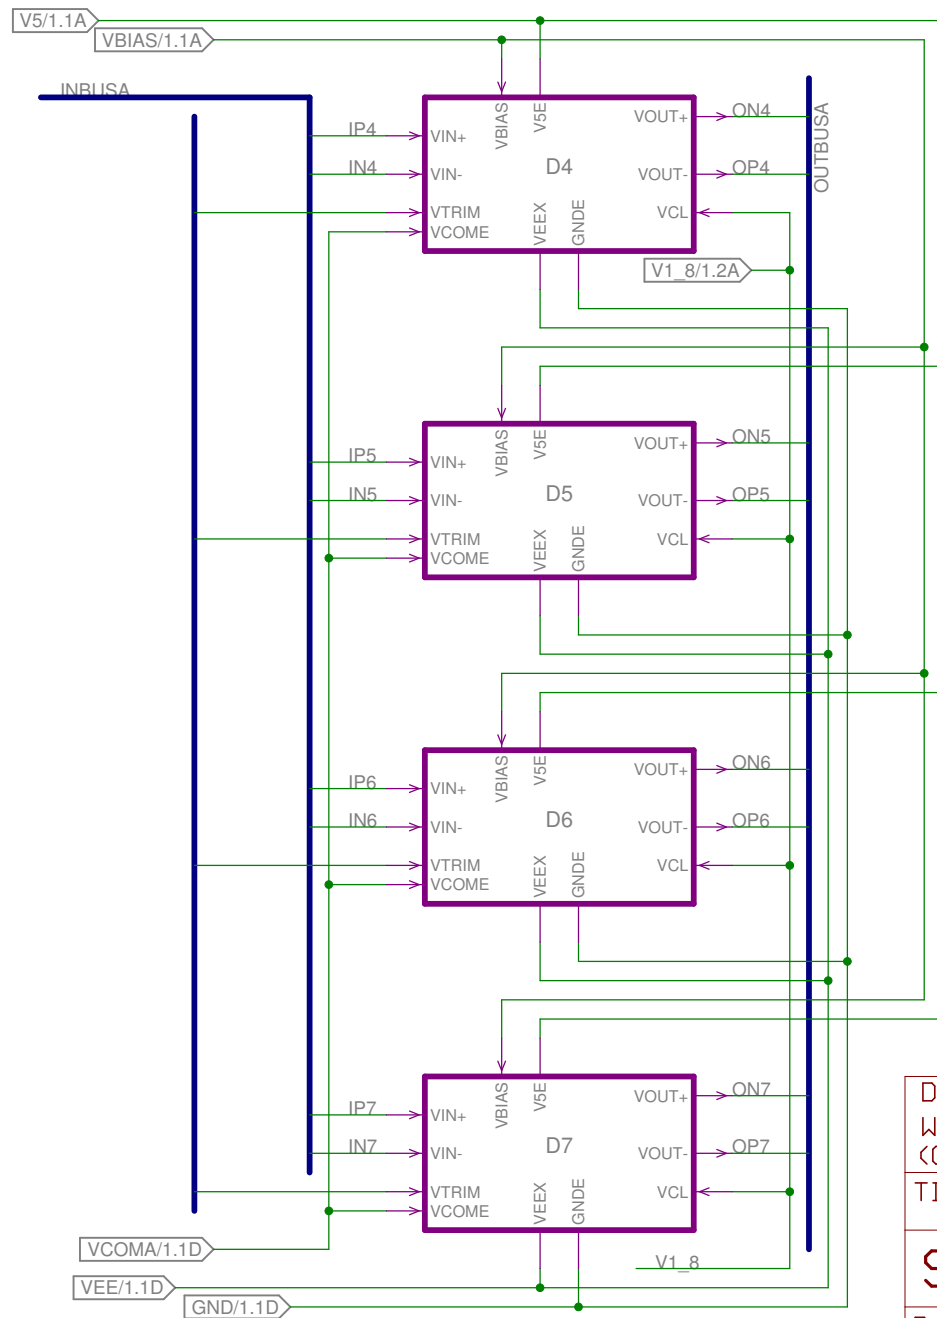 V5/1.1A
VBIAS/1.1A
INBUSA
OUTBUSA
VBIAS
V5E
IP4
VIN+
VOUT+
ON4
IN4
VIN-
D4
VOUT-
OP4
VTRIM
VCOME
VEEX
GNDE
VCL
V1_8/1.2A
VBIAS
V5E
IP5
VIN+
VOUT+
ON5
IN5
VIN-
D5
VOUT-
OP5
VTRIM
VCOME
VEEX
GNDE
VCL
VBIAS
V5E
IP6
VIN+
VOUT+
ON6
IN6
VIN-
D6
VOUT-
OP6
VTRIM
VCOME
VEEX
GNDE
VCL
VBIAS
V5E
IP7
VIN+
VOUT+
ON7
IN7
VIN-
D7
VOUT-
OP7
VTRIM
VCOME
VEEX
GNDE
VCL
VCOMA/1.1D
V1_8
VEE/1.1D
GND/1.1D
D
TI